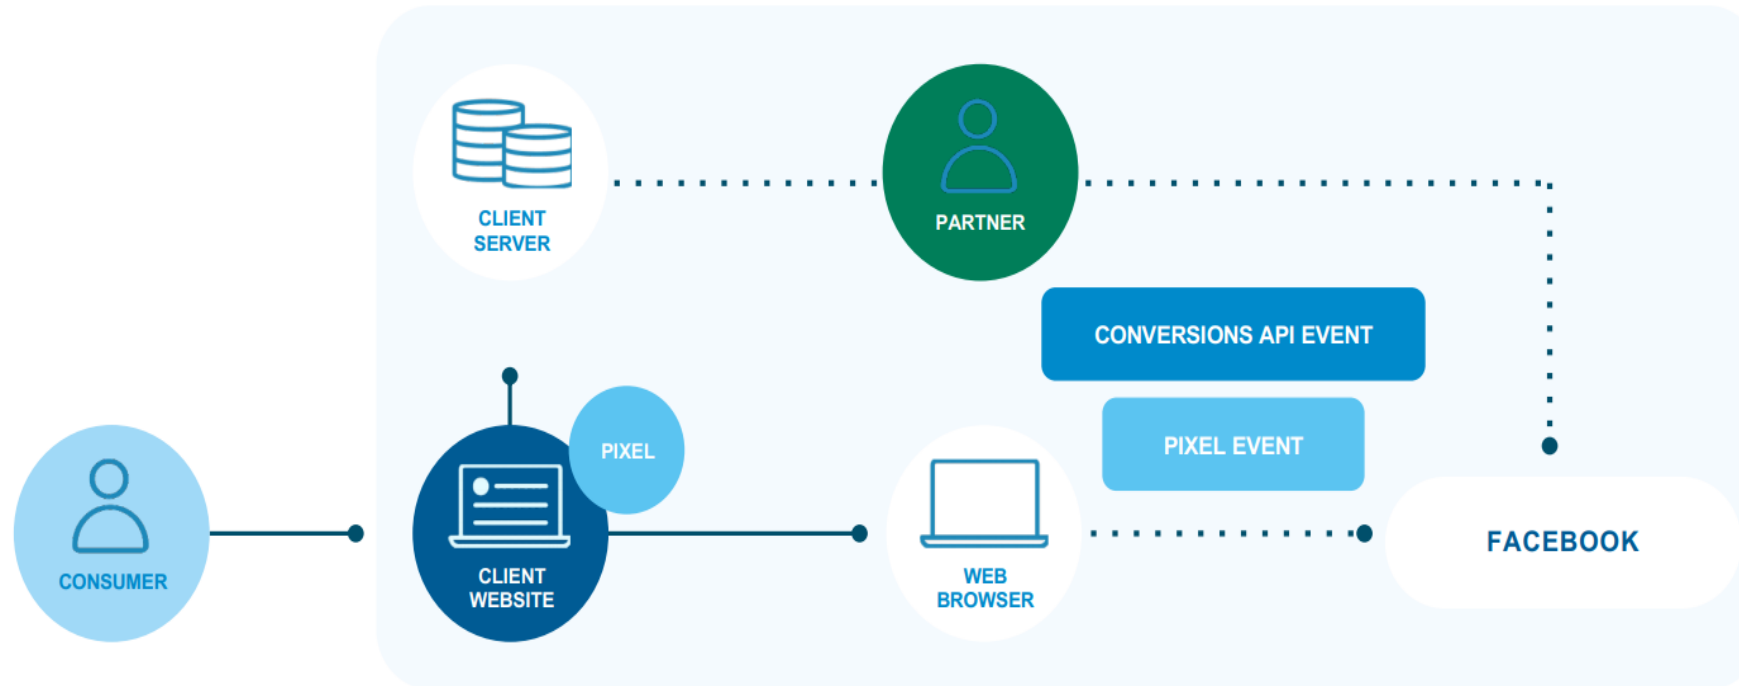 CLIENT
SERVER
PARTNER
CONVERSIONS API EVENT
PIXEL
PIXEL EVENT
CONSUMER
CLIENT
WEBSITE
WEB
BROWSER
FACEBOOK